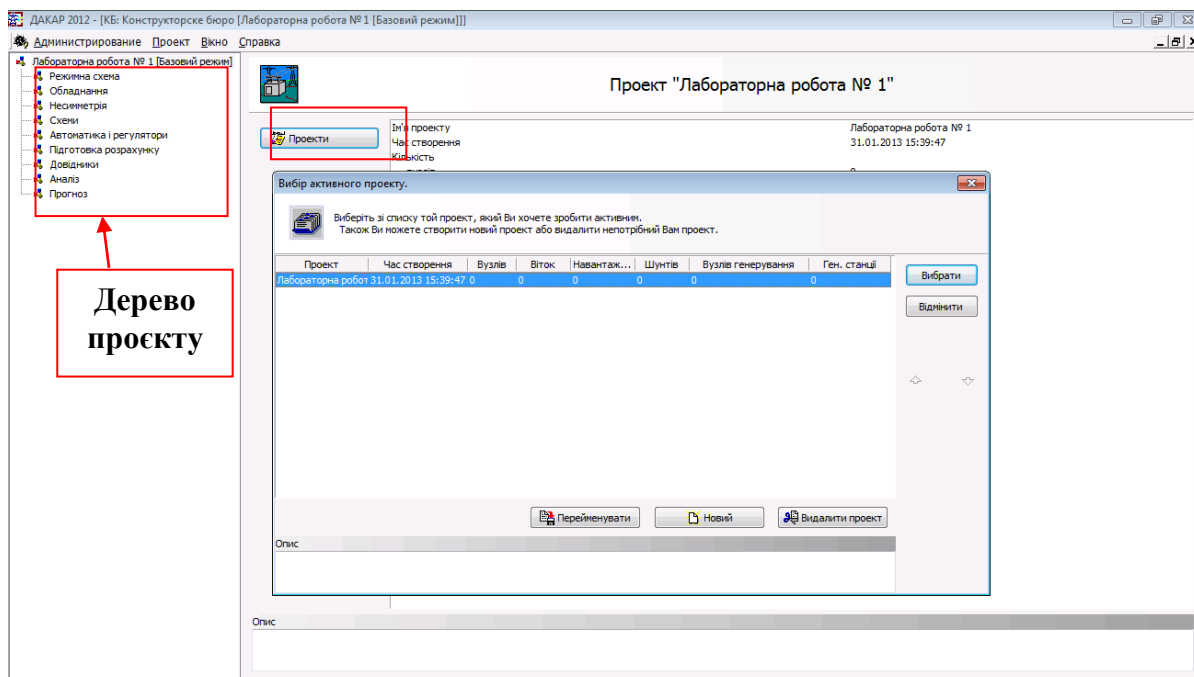 ДАКАР 2012 - [КБ: Конструкторске бюро [Лабораторна робота № 1 [Базовий режим]]]
Администрирование Проект Вікно Справка
Лабораторна робота № 1 [Базовий режим]
Режимна схема
Обладнання
Несиметрія
Схеми
Автоматика і регулятори
Підготовка розрахунку
Довідники
Аналіз
Прогноз
Дерево
проєкту
Проект "Лабораторна робота № 1"
Проекти
Ім'я проекту Лабораторна робота № 1
Час створення 31.01.2013 15:39:47
Кількість
Вибір активного проекту.
Виберіть зі списку той проект, який Ви хочете зробити активним.
Також Ви можете створити новий проект або видалити непотрібний Вам проект.
Проект Час створення Вузлів Віток Навантаж... Шунтів Вузлів генерування Ген. станції
Лабораторна робот 31.01.2013 15:39:47 0 0 0 0 0 0
Вибрати
Відмінити
Перейменувати Новий Видалити проект
Опис
Опис